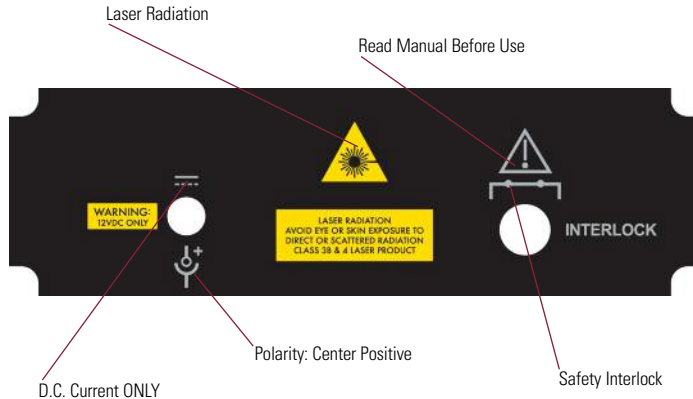 Laser Radiation
Read Manual Before Use
WARNING:
12VDC ONLY
LASER RADIATION
AVOID EYE OR SKIN EXPOSURE TO
DIRECT OR SCATTERED RADIATION
CLASS 3B & 4 LASER PRODUCT
INTERLOCK
Polarity: Center Positive
Safety Interlock
D.C. Current ONLY